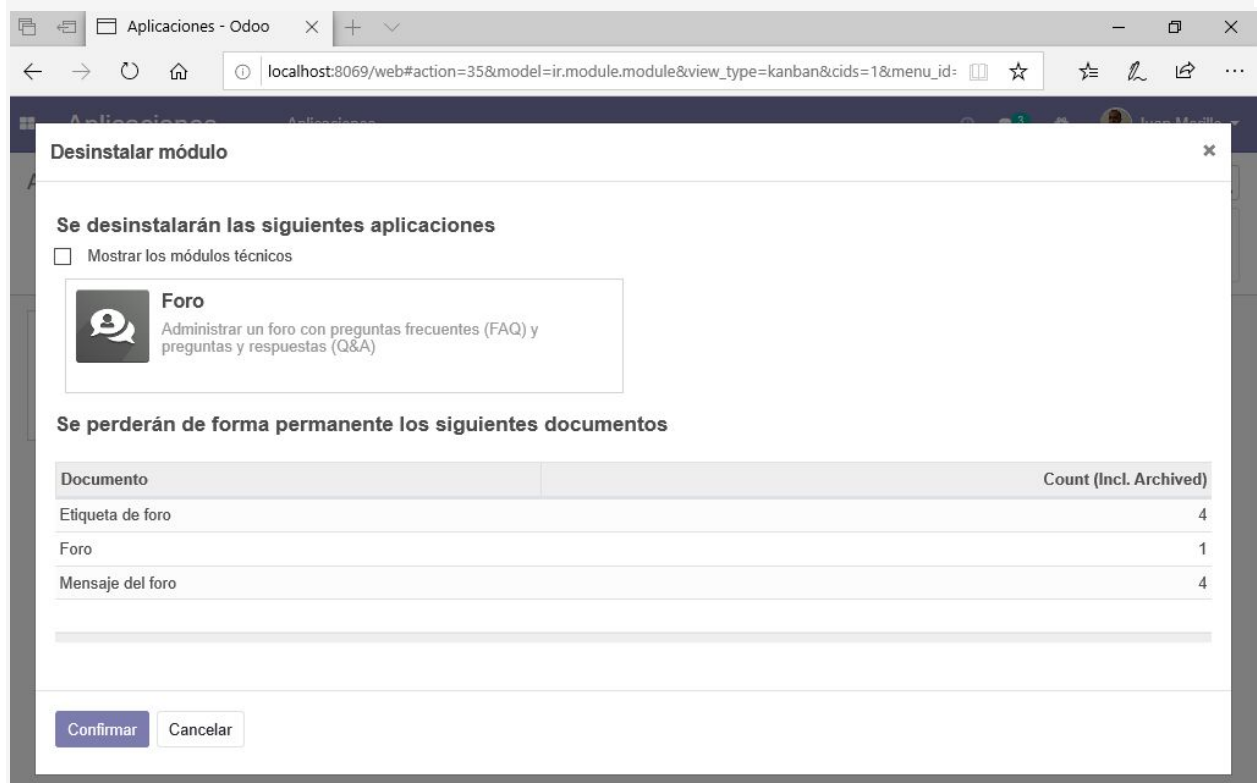 Aplicaciones - Odoo
localhost:8069/web#action=35&model=ir.module.module&view_type=kanban&cids=1&menu_id=
Aplicaciones Aplicaciones 3
Desinstalar módulo
Se desinstalarán las siguientes aplicaciones
Mostrar los módulos técnicos
Foro
Administrar un foro con preguntas frecuentes (FAQ) y
preguntas y respuestas (Q&A)
Se perderán de forma permanente los siguientes documentos
Documento Count (Incl. Archived)
Etiqueta de foro 4
Foro 1
Mensaje del foro 4
Confirmar Cancelar